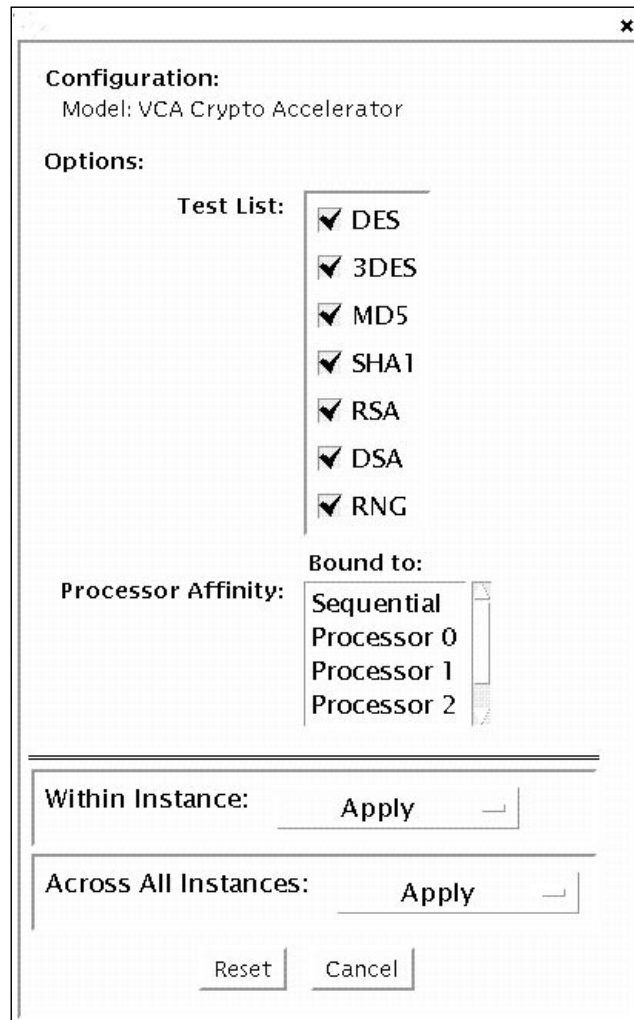 Configuration:
Model: VCA Crypto Accelerator
Options:
Test List:
DES
3DES
MD5
SHA1
RSA
DSA
RNG
Bound to:
Processor Affinity:
Sequential
Processor 0
Processor 1
Processor 2
Within Instance: Apply
Across All Instances: Apply
Reset Cancel